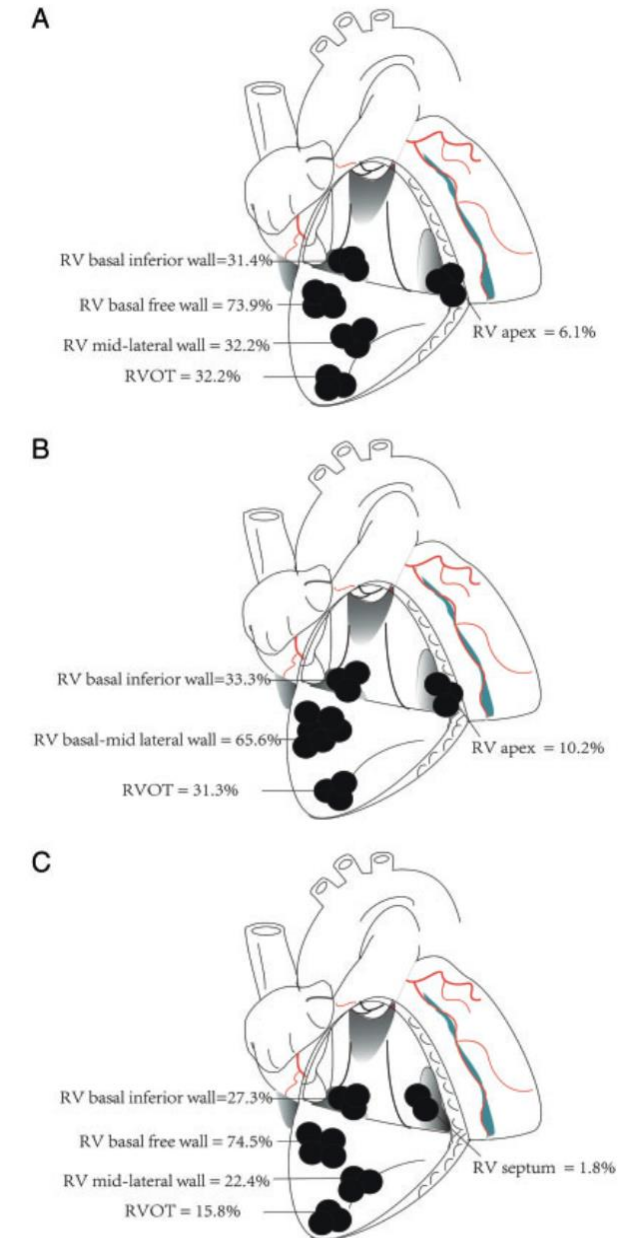 A
RV basal inferior wall=31.4%
RV basal free wall = 73.9%
RV mid-lateral wall = 32.2%
RV apex = 6.1%
RVOT = 32.2%
B
RV basal inferior wall=33.3%
RV basal-mid lateral wall = 65.6%
RV apex = 10.2%
RVOT = 31.3%
C
RV basal inferior wall=27.3%
RV basal free wall = 74.5%
RV septum = 1.8%
RV mid-lateral wall = 22.4%
RVOT = 15.8%